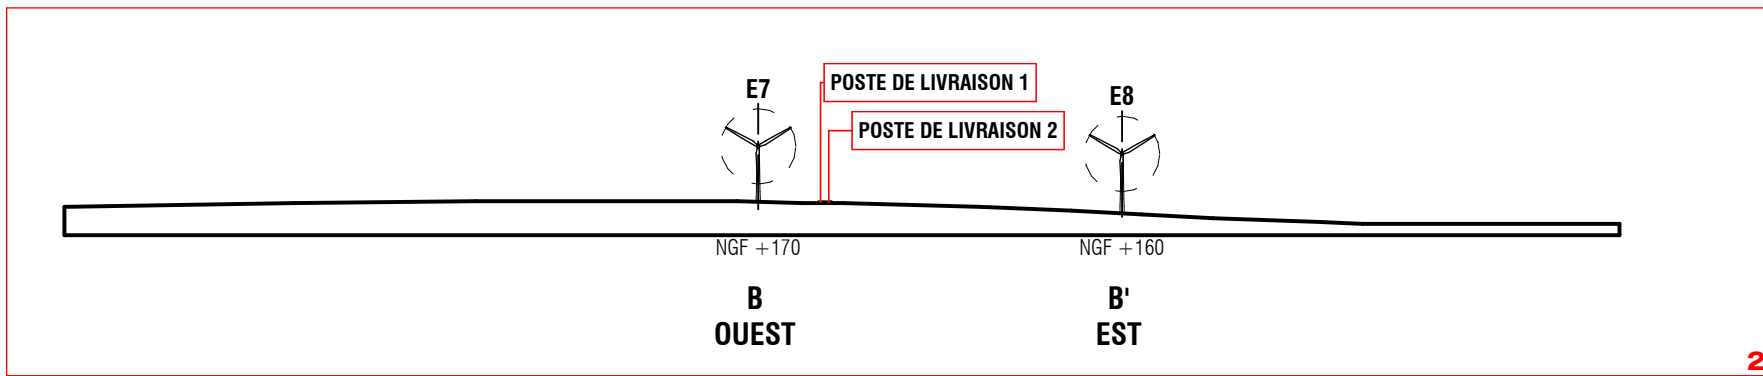 E7
POSTE DE LIVRAISON 1
E8
POSTE DE LIVRAISON 2
NGF +170
NGF +160
B
B'
OUEST
EST
2